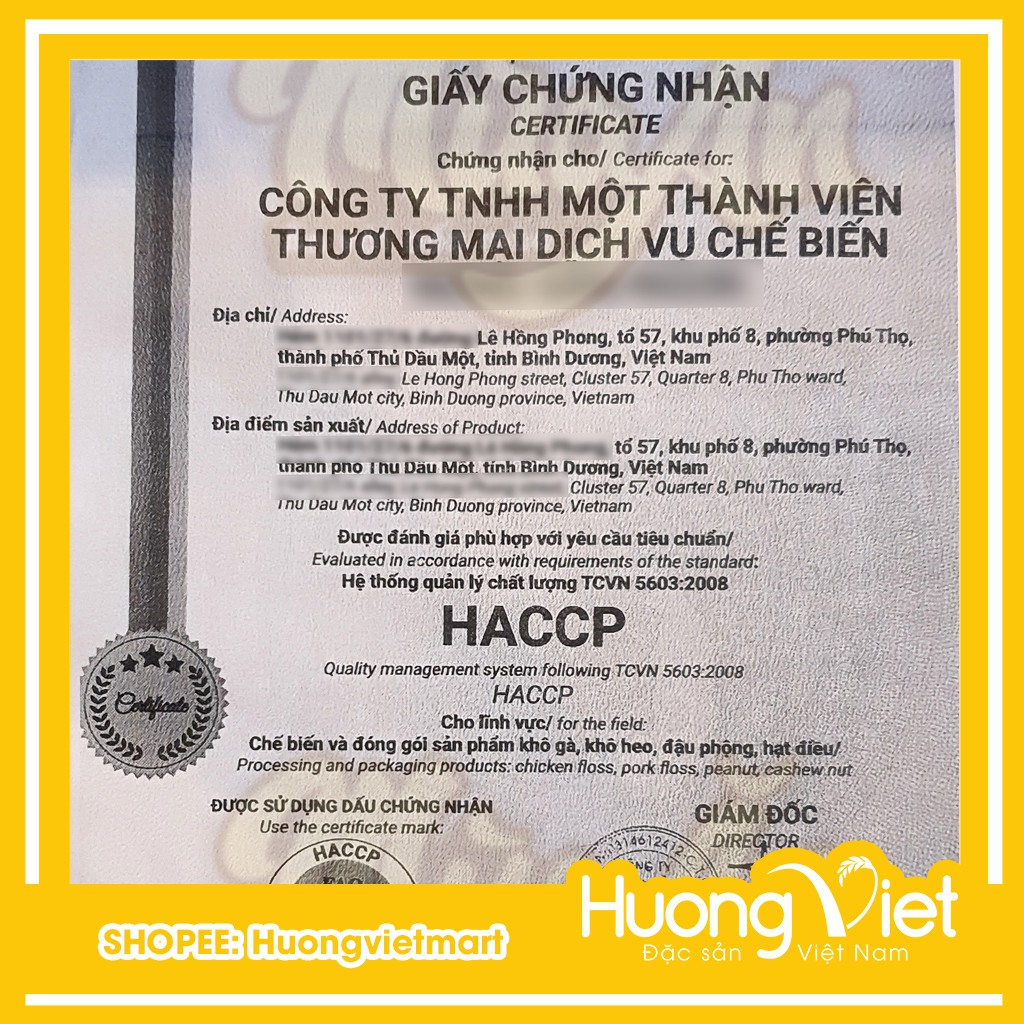 GIẤY CHỨNG NHẬN
CERTIFICATE
Chứng nhận cho/ Certificate for:
CÔNG TY TNHH MỘT THÀNH VIÊN
THƯƠNG MẠI DỊCH VỤ CHẾ BIẾN
Địa chỉ/ Address:
Lê Hồng Phong, tổ 57, khu phố 8, phường Phú Thọ,
thành phố Thủ Dầu Một, tỉnh Bình Dương, Việt Nam
Le Hong Phong street, Cluster 57, Quarter 8, Phu Tho ward,
Thu Dau Mot city, Binh Duong province, Vietnam
Địa điểm sản xuất/ Address of Product:
tổ 57, khu phố 8, phường Phú Thọ,
thành phố Thủ Dầu Một, tỉnh Bình Dương, Việt Nam
Cluster 57, Quarter 8, Phu Tho ward,
Thu Dau Mot city, Binh Duong province, Vietnam
Được đánh giá phù hợp với yêu cầu tiêu chuẩn/
Evaluated in accordance with requirements of the standard:
Hệ thống quản lý chất lượng TCVN 5603:2008
HACCP
Quality management system following TCVN 5603:2008
HACCP
Certificate
Cho lĩnh vực/ for the field:
Chế biến và đóng gói sản phẩm khô gà, khô heo, đậu phộng, hạt điều/
Processing and packaging products: chicken floss, pork floss, peanut, cashew nut
ĐƯỢC SỬ DỤNG DẤU CHỨNG NHẬN
Use the certificate mark:
HACCP
GIÁM ĐỐC
DIRECTOR
SHOPEE: Huongvietmart
Huong Việt
Đặc sản Việt Nam